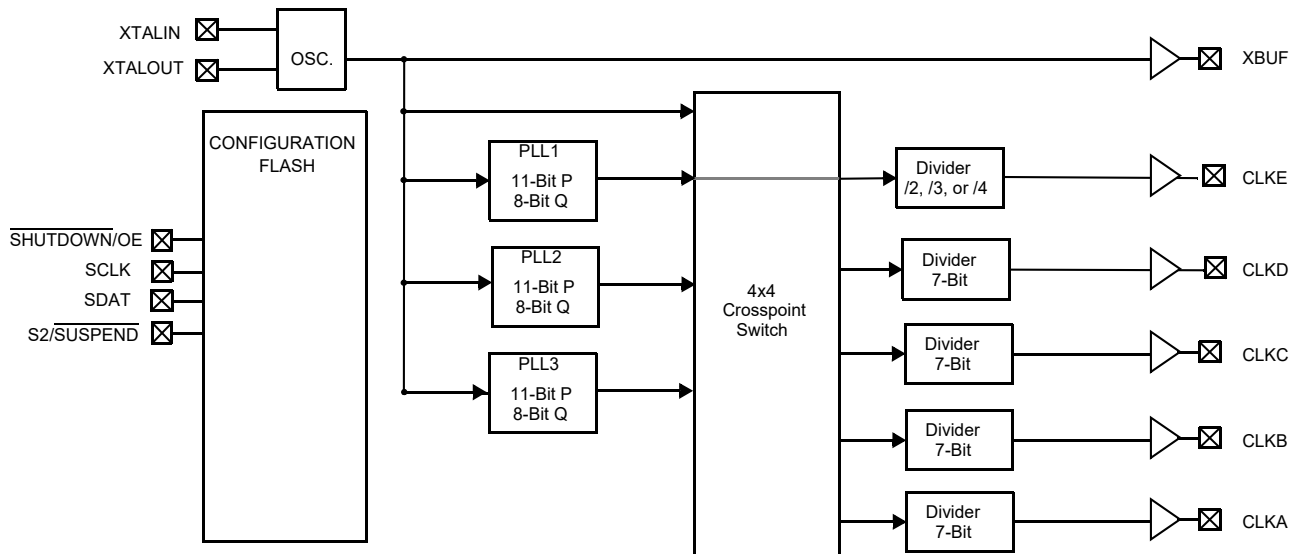 XTALIN
XTALOUT
OSC.
XBUF
CONFIGURATION
FLASH
SHUTDOWN/OE
SCLK
SDAT
S2/SUSPEND
PLL1
11-Bit P
8-Bit Q
PLL2
11-Bit P
8-Bit Q
PLL3
11-Bit P
8-Bit Q
4x4
Crosspoint
Switch
Divider
/2, /3, or /4
CLKE
Divider
7-Bit
CLKD
Divider
7-Bit
CLKC
Divider
7-Bit
CLKB
Divider
7-Bit
CLKA